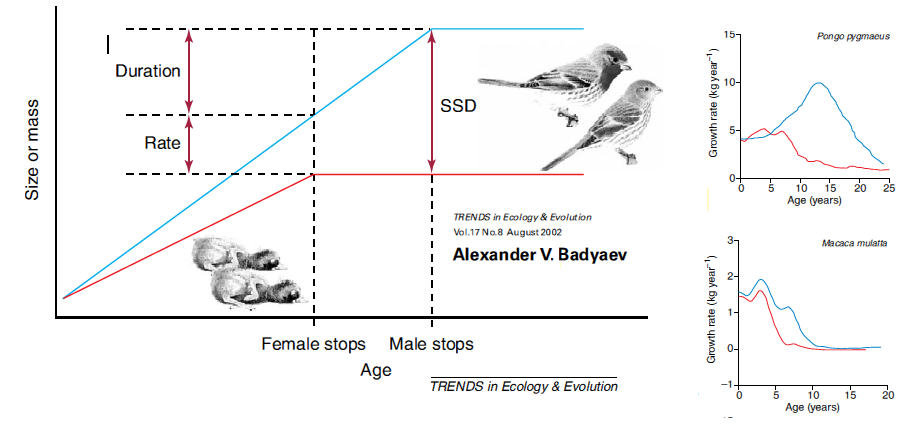 Size or mass
Duration
Rate
SSD
TRENDS in Ecology & Evolution
Vol.17 No.8 August 2002
Alexander V. Badyaev
Female stops
Male stops
Age
TRENDS in Ecology & Evolution
Pongo pygmaeus
Growth rate (kg year⁻¹)
15
10
5
0
0 5 10 15 20 25
Age (years)
Macaca mulatta
Growth rate (kg year⁻¹)
3
2
1
0
−1
0 5 10 15 20
Age (years)